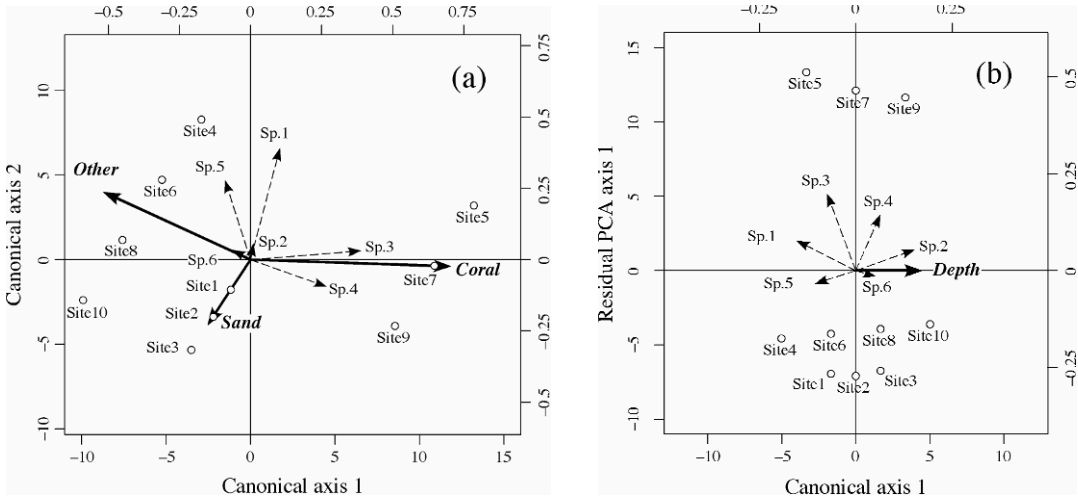 −0.5 −0.25 0 0.25 0.5 0.75
−0.25 0 0.25
(a)
(b)
Canonical axis 2
10
5
0
−5
−10
0.75
0.5
0.25
0
−0.25
−0.5
Site4
Sp.1
Other
Sp.5
Site6
Site5
Site8
Sp.2
Sp.3
Sp.6
Coral
Site7
Site1
Sp.4
Site10
Site2
Sand
Site3
Site9
−10 −5 0 5 10 15
Canonical axis 1
Residual PCA axis 1
15
10
5
0
−5
−10
0.5
0.25
0
−0.25
Site5
Site7
Site9
Sp.3
Sp.4
Sp.1
Sp.2
Depth
Sp.5
Sp.6
Site4
Site6
Site8
Site10
Site1
Site2
Site3
−10 −5 0 5 10
Canonical axis 1